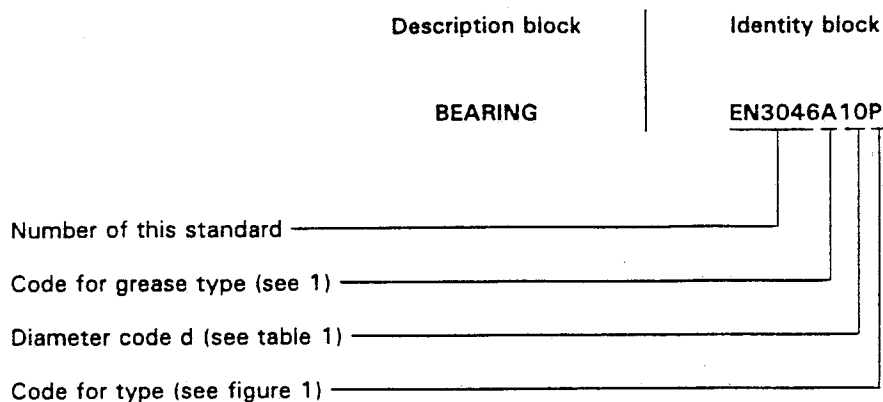 Description block Identity block
BEARING EN3046A10P
Number of this standard
Code for grease type (see 1)
Diameter code d (see table 1)
Code for type (see figure 1)